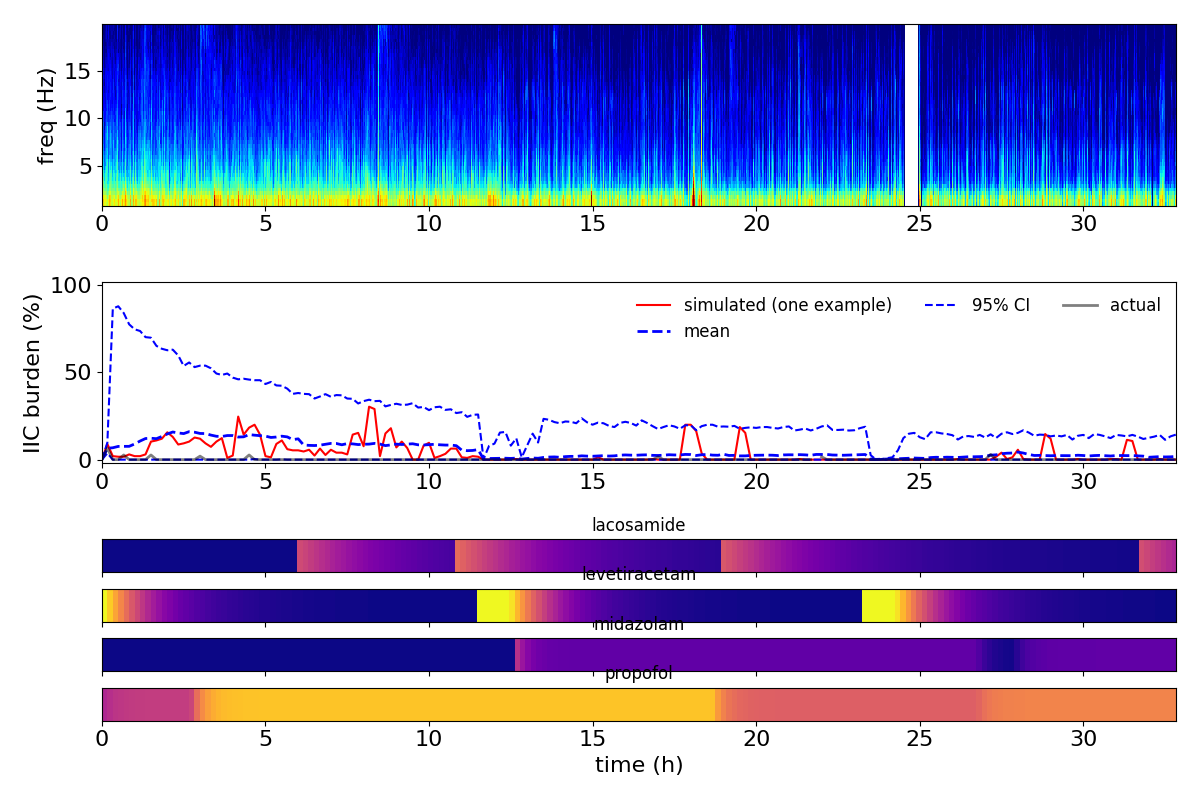 freq (Hz)
15
10
5
0 5 10 15 20 25 30
IIC burden (%)
100
50
0
simulated (one example)
mean
95% CI
actual
0 5 10 15 20 25 30
lacosamide
levetiracetam
midazolam
propofol
0 5 10 15 20 25 30
time (h)